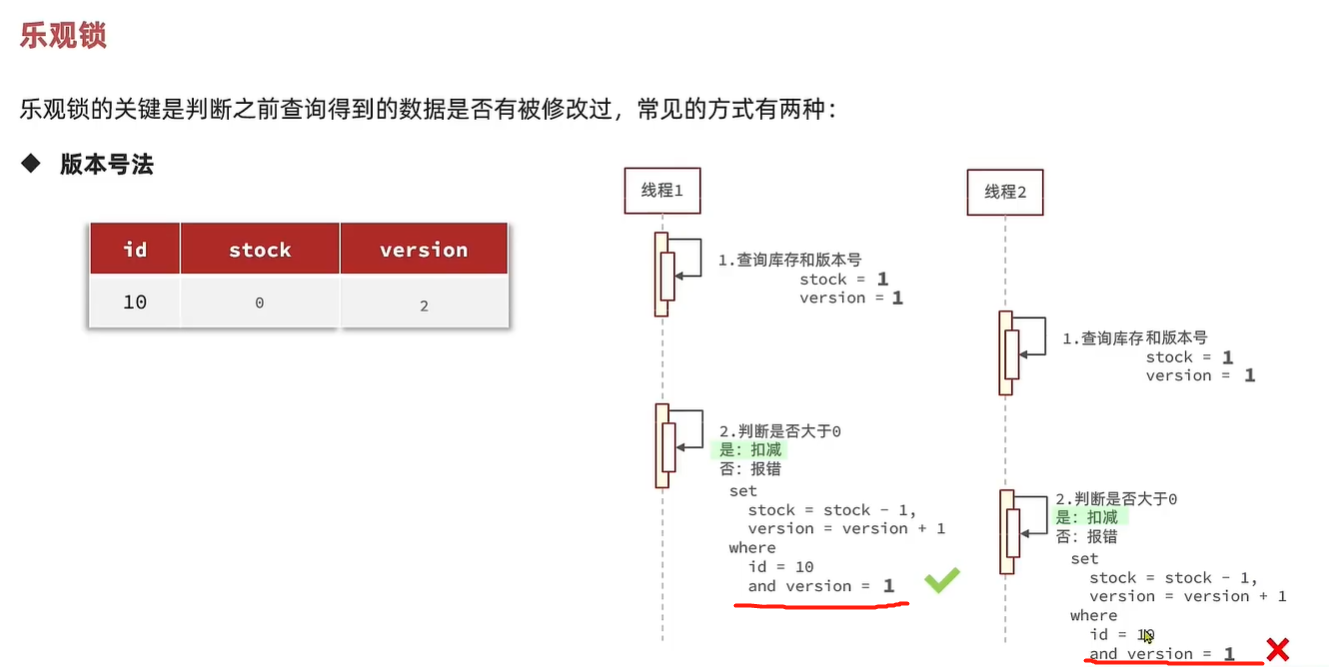 乐观锁
乐观锁的关键是判断之前查询得到的数据是否有被修改过，常见的方式有两种：
◆ 版本号法
id stock version
10 0 2
线程1
1.查询库存和版本号
stock = 1
version = 1
2.判断是否大于0
是：扣减
否：报错
set
stock = stock - 1,
version = version + 1
where
id = 10
and version = 1
线程2
1.查询库存和版本号
stock = 1
version = 1
2.判断是否大于0
是：扣减
否：报错
set
stock = stock - 1,
version = version + 1
where
id = 10
and version = 1